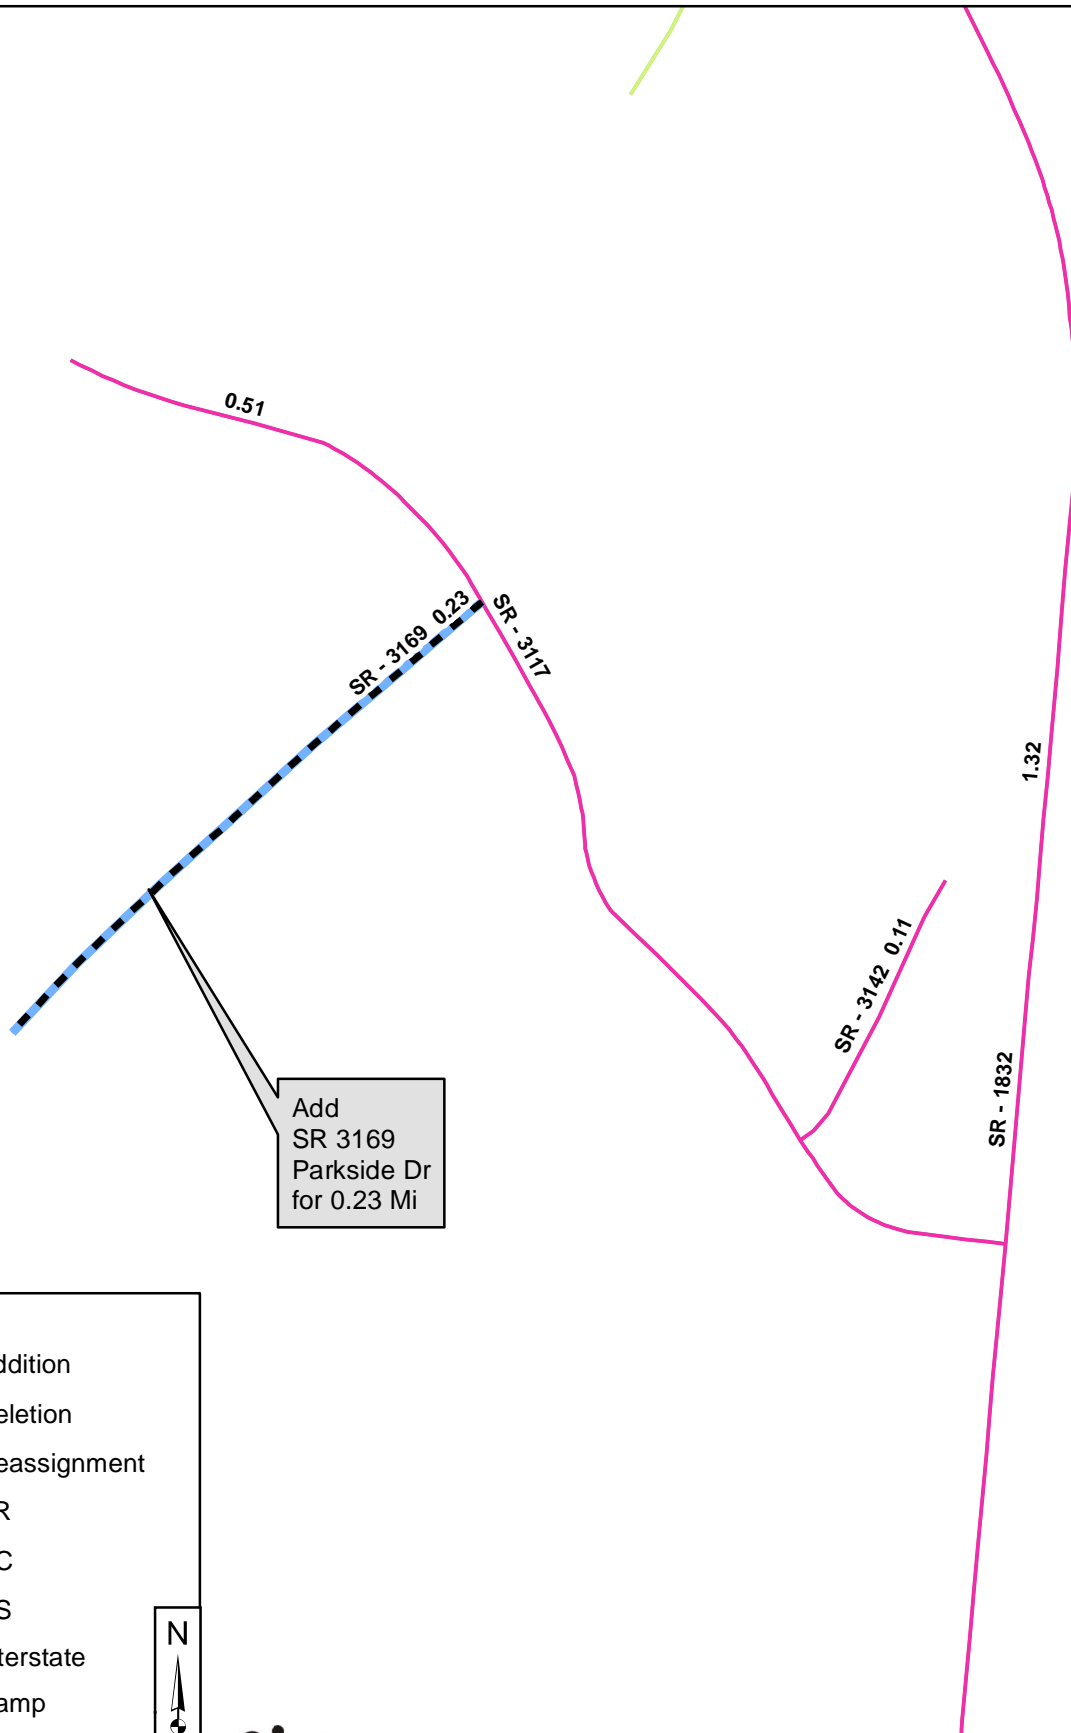 0.51
SR - 3169  0.23
SR - 3117
1.32
SR - 3142  0.11
SR - 1832
Add
SR 3169
Parkside Dr
for 0.23 Mi
ddition
eletion
eassignment
R
C
S
terstate
amp
N